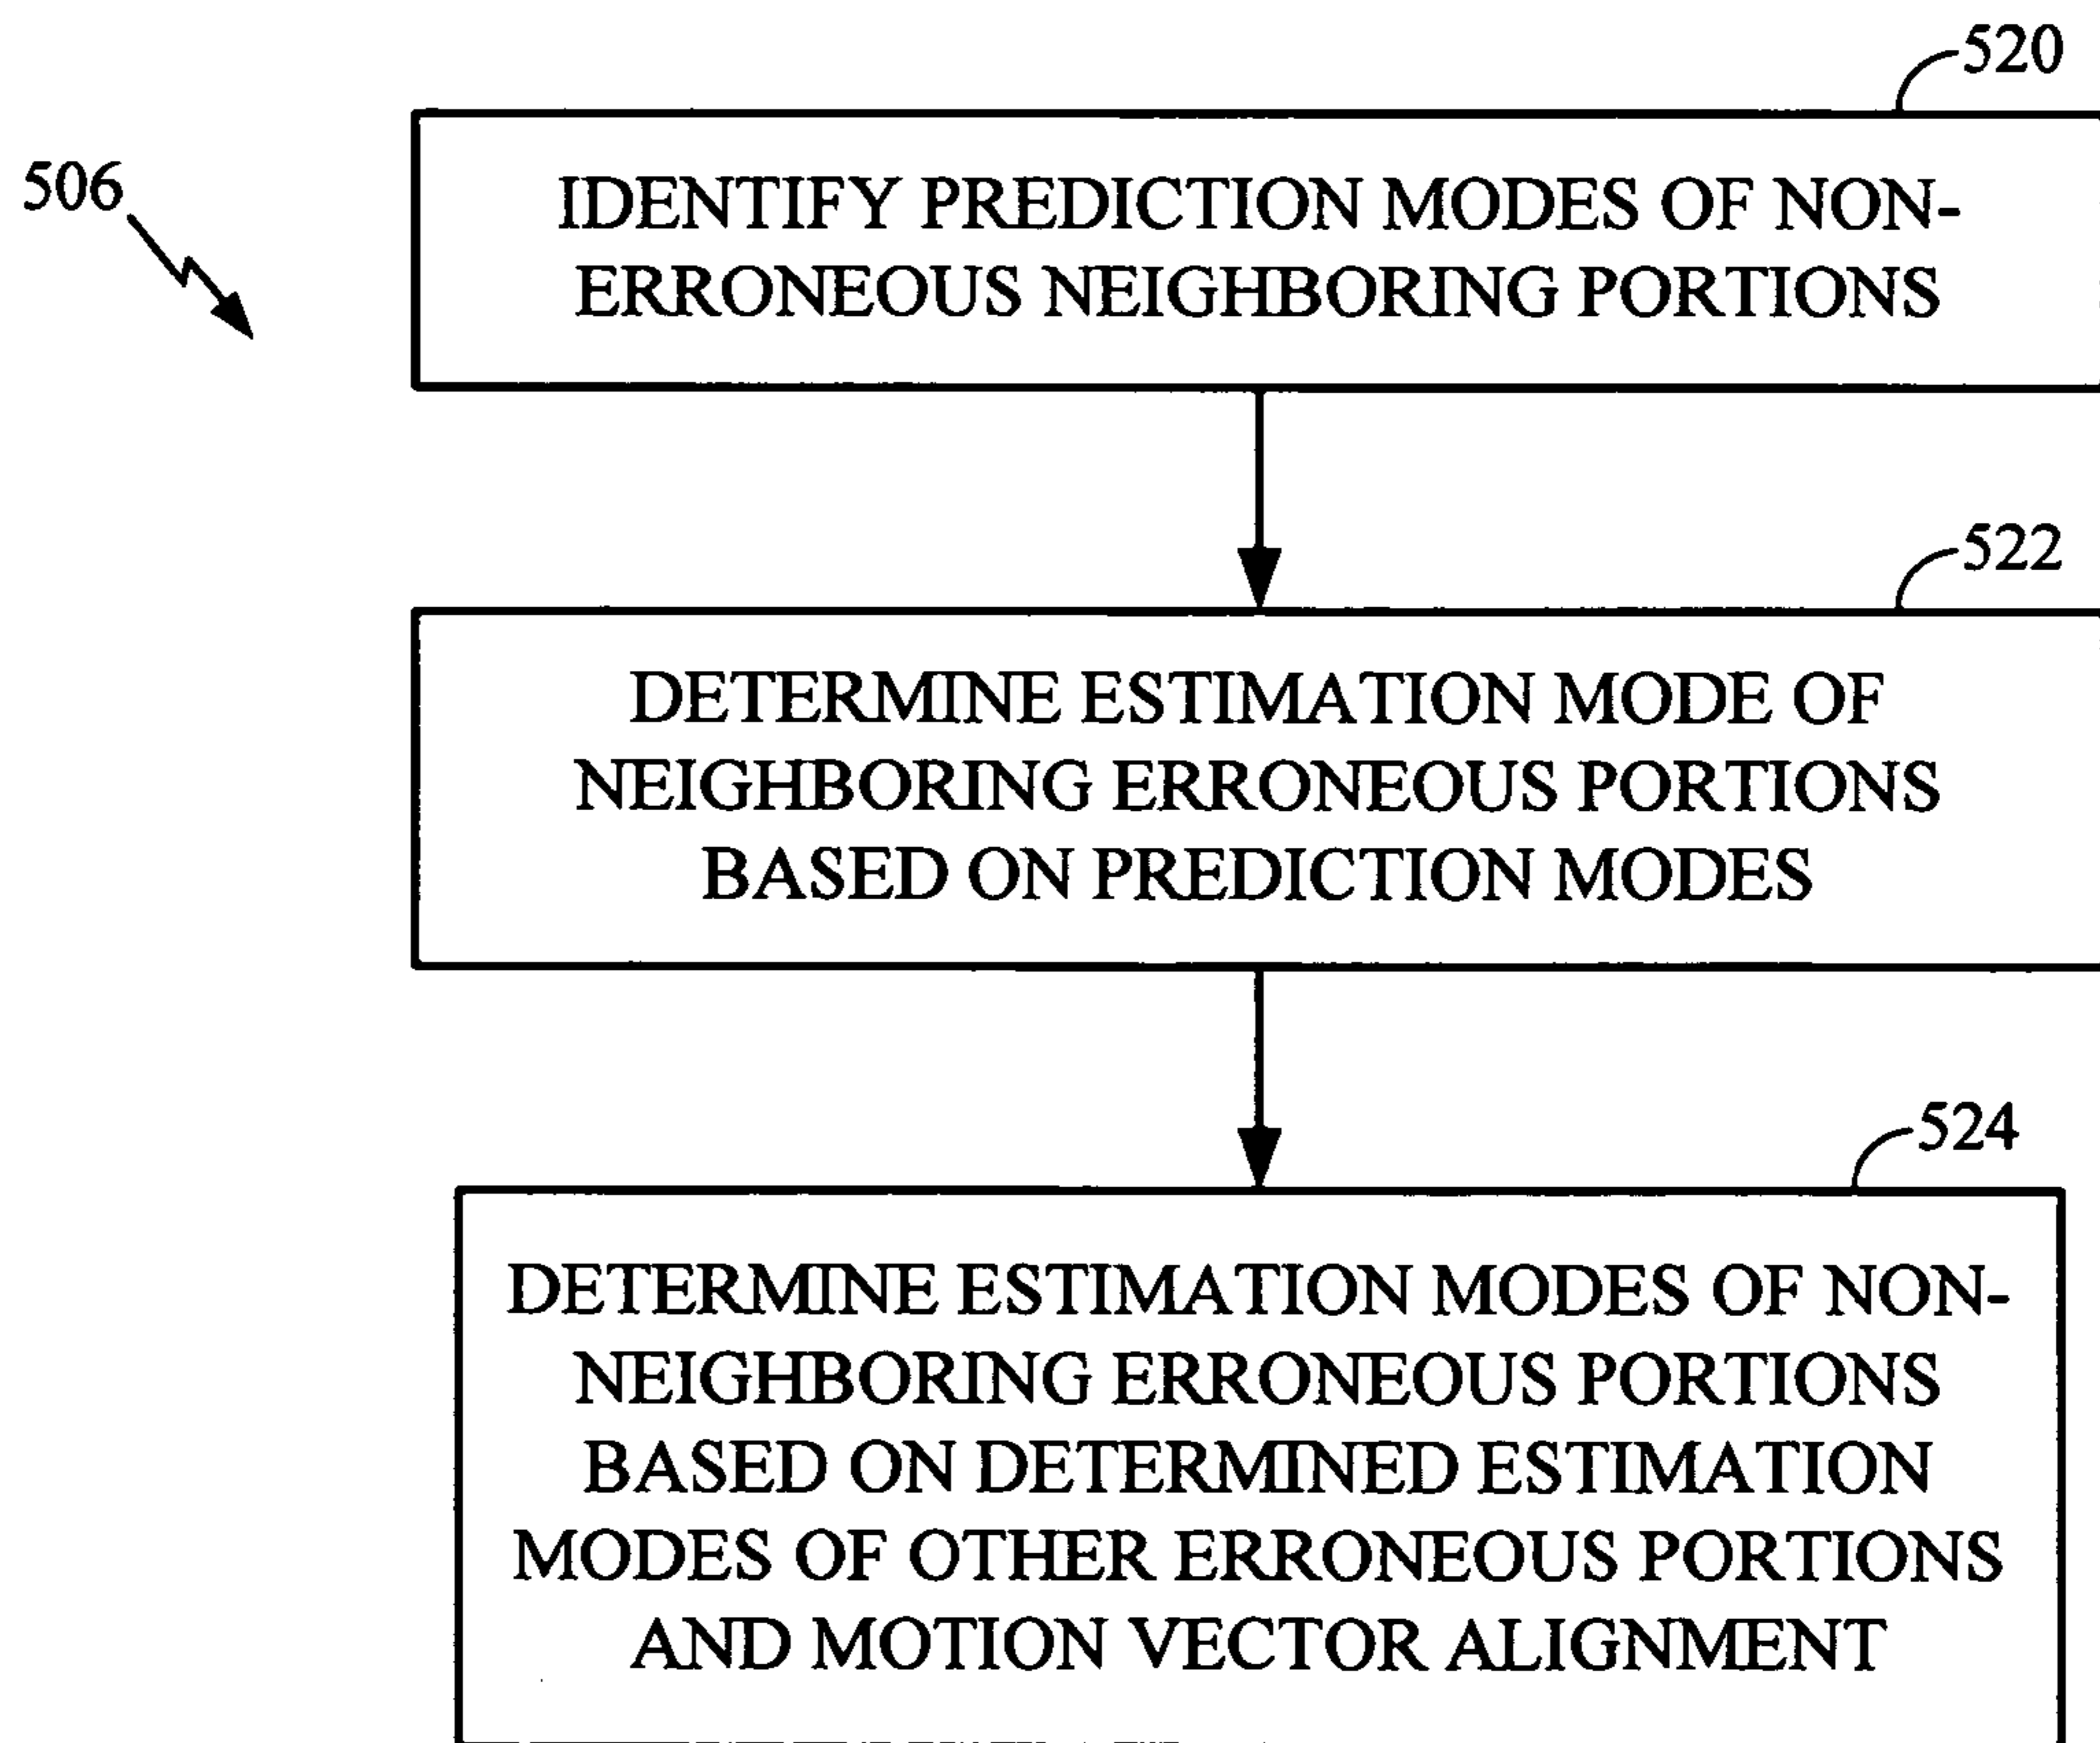 520
506
IDENTIFY PREDICTION MODES OF NON-
ERRONEOUS NEIGHBORING PORTIONS
522
DETERMINE ESTIMATION MODE OF
NEIGHBORING ERRONEOUS PORTIONS
BASED ON PREDICTION MODES
524
DETERMINE ESTIMATION MODES OF NON-
NEIGHBORING ERRONEOUS PORTIONS
BASED ON DETERMINED ESTIMATION
MODES OF OTHER ERRONEOUS PORTIONS
AND MOTION VECTOR ALIGNMENT